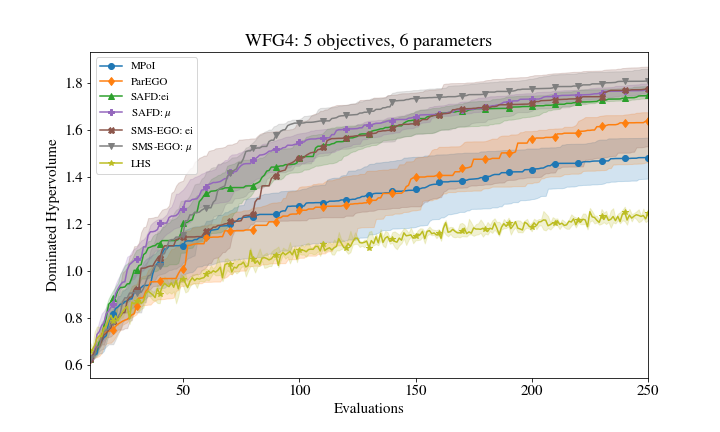 WFG4: 5 objectives, 6 parameters
MPoI
ParEGO
SAFD:ei
SAFD: μ
SMS-EGO: ei
SMS-EGO: μ
LHS
Dominated Hypervolume
1.8
1.6
1.4
1.2
1.0
0.8
0.6
50 100 150 200 250
Evaluations